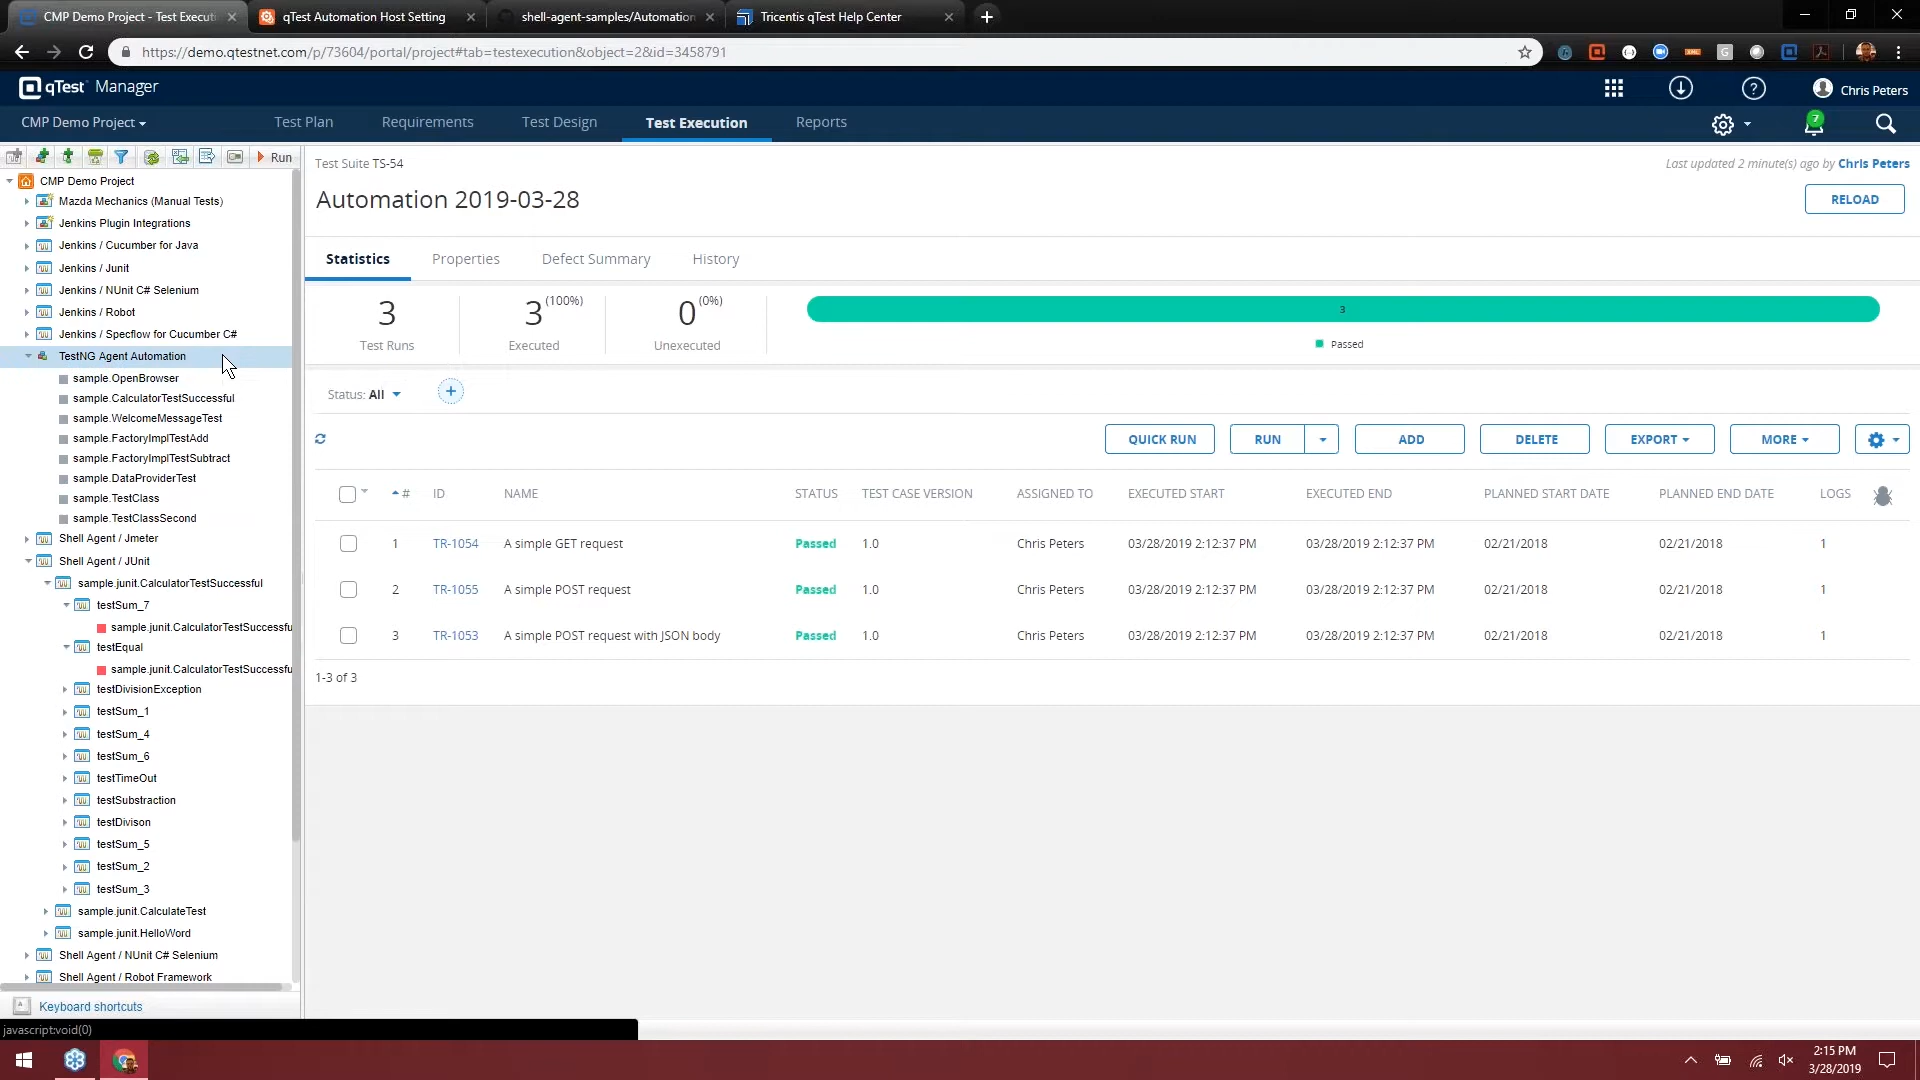 CMP Demo Project - Test Executi
qTest Automation Host Setting
shell-agent-samples/Automation
Tricentis qTest Help Center
https://demo.qtestnet.com/p/73604/portal/project#tab=testexecution&object=2&id=3458791
qTest Manager
Chris Peters
CMP Demo Project
Test Plan
Requirements
Test Design
Test Execution
Reports
7
Run
CMP Demo Project
Mazda Mechanics (Manual Tests)
Jenkins Plugin Integrations
Jenkins / Cucumber for Java
Jenkins / Junit
Jenkins / NUnit C# Selenium
Jenkins / Robot
Jenkins / Specflow for Cucumber C#
TestNG Agent Automation
sample.OpenBrowser
sample.CalculatorTestSuccessful
sample.WelcomeMessageTest
sample.FactoryImplTestAdd
sample.FactoryImplTestSubtract
sample.DataProviderTest
sample.TestClass
sample.TestClassSecond
Shell Agent / Jmeter
Shell Agent / JUnit
sample.junit.CalculatorTestSuccessful
testSum_7
sample.junit.CalculatorTestSuccessfu
testEqual
sample.junit.CalculatorTestSuccessfu
testDivisionException
testSum_1
testSum_4
testSum_6
testTimeOut
testSubstraction
testDivison
testSum_5
testSum_2
testSum_3
sample.junit.CalculateTest
sample.junit.HelloWord
Shell Agent / NUnit C# Selenium
Shell Agent / Robot Framework
Keyboard shortcuts
javascript:void(0)
Test Suite TS-54
Last updated 2 minute(s) ago by Chris Peters
Automation 2019-03-28
RELOAD
Statistics
Properties
Defect Summary
History
3
Test Runs
3 (100%)
Executed
0 (0%)
Unexecuted
3
Passed
Status: All
+
QUICK RUN
RUN
ADD
DELETE
EXPORT
MORE
# ID NAME STATUS TEST CASE VERSION ASSIGNED TO EXECUTED START EXECUTED END PLANNED START DATE PLANNED END DATE LOGS
1 TR-1054 A simple GET request Passed 1.0 Chris Peters 03/28/2019 2:12:37 PM 03/28/2019 2:12:37 PM 02/21/2018 02/21/2018 1
2 TR-1055 A simple POST request Passed 1.0 Chris Peters 03/28/2019 2:12:37 PM 03/28/2019 2:12:37 PM 02/21/2018 02/21/2018 1
3 TR-1053 A simple POST request with JSON body Passed 1.0 Chris Peters 03/28/2019 2:12:37 PM 03/28/2019 2:12:37 PM 02/21/2018 02/21/2018 1
1-3 of 3
2:15 PM
3/28/2019